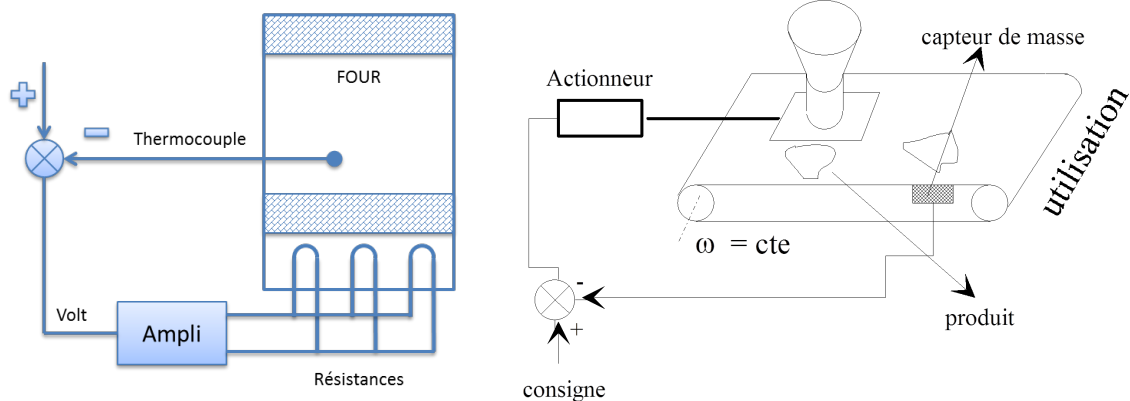 FOUR
+
-
Thermocouple
Volt
Ampli
Résistances
capteur de masse
Actionneur
utilisation
ω = cte
-
+
produit
consigne